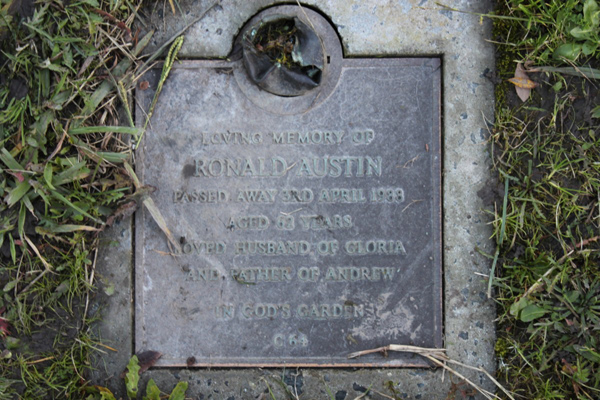 LOVING MEMORY OF
RONALD AUSTIN
PASSED AWAY 3RD APRIL 1988
AGED YEARS
LOVED HUSBAND OF GLORIA
AND FATHER OF ANDREW
IN GOD'S GARDEN